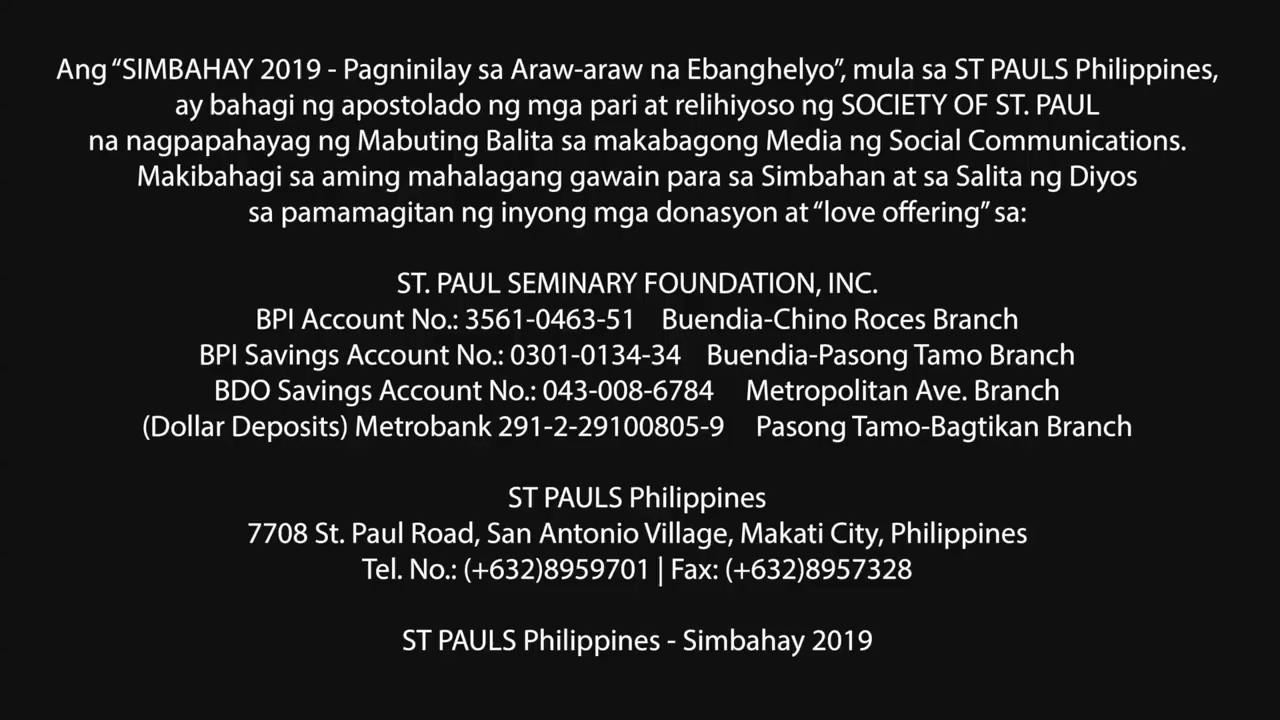 Ang “SIMBAHAY 2019 - Pagninilay sa Araw-araw na Ebanghelyo”, mula sa ST PAULS Philippines,
ay bahagi ng apostolado ng mga pari at relihiyoso ng SOCIETY OF ST. PAUL
na nagpapahayag ng Mabuting Balita sa makabagong Media ng Social Communications.
Makibahagi sa aming mahalagang gawain para sa Simbahan at sa Salita ng Diyos
sa pamamagitan ng inyong mga donasyon at “love offering” sa:
ST. PAUL SEMINARY FOUNDATION, INC.
BPI Account No.: 3561-0463-51 Buendia-Chino Roces Branch
BPI Savings Account No.: 0301-0134-34 Buendia-Pasong Tamo Branch
BDO Savings Account No.: 043-008-6784 Metropolitan Ave. Branch
(Dollar Deposits) Metrobank 291-2-29100805-9 Pasong Tamo-Bagtikan Branch
ST PAULS Philippines
7708 St. Paul Road, San Antonio Village, Makati City, Philippines
Tel. No.: (+632)8959701 | Fax: (+632)8957328
ST PAULS Philippines - Simbahay 2019